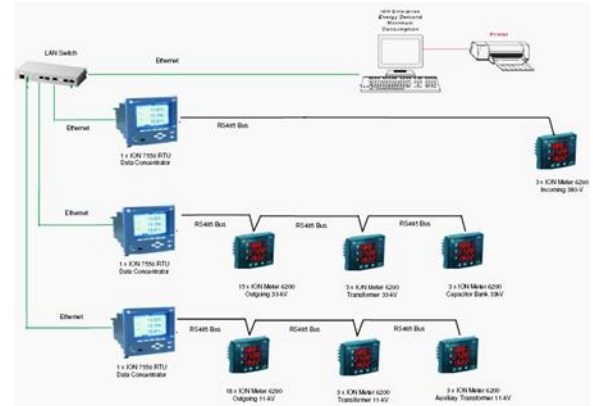 ION Enterprise
Energy Demand
Maximum
Consumption
Printer
LAN Switch
Ethernet
Ethernet
RS485 Bus
1 x ION 7550 RTU
Data Concentrator
3 x ION Meter 6200
Incoming 380-V
Ethernet
RS485 Bus
RS485 Bus
RS485 Bus
1 x ION 7550 RTU
Data Concentrator
15 x ION Meter 6200
Outgoing 33-kV
3 x ION Meter 6200
Transformer 33-kV
3 x ION Meter 6200
Capacitor Bank 33kV
Ethernet
RS485 Bus
RS485 Bus
RS485 Bus
1 x ION 7550 RTU
Data Concentrator
18 x ION Meter 6200
Outgoing 11-kV
3 x ION Meter 6200
Transformer 11-kV
3 x ION Meter 6200
Auxiliary Transformer 11-kV